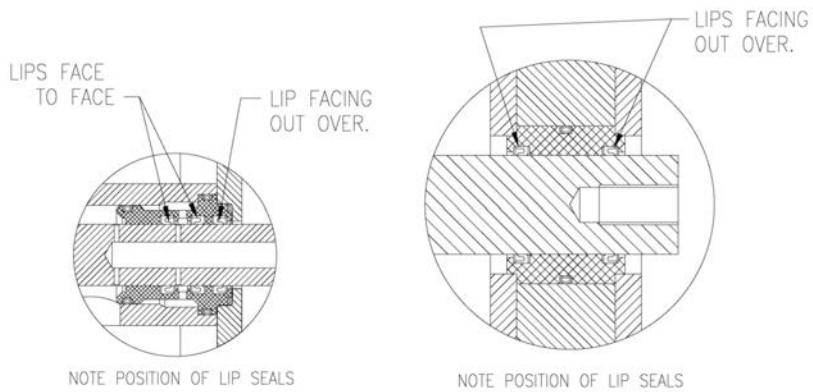 LIPS FACE
TO FACE
LIP FACING
OUT OVER.
NOTE POSITION OF LIP SEALS
LIPS FACING
OUT OVER.
NOTE POSITION OF LIP SEALS